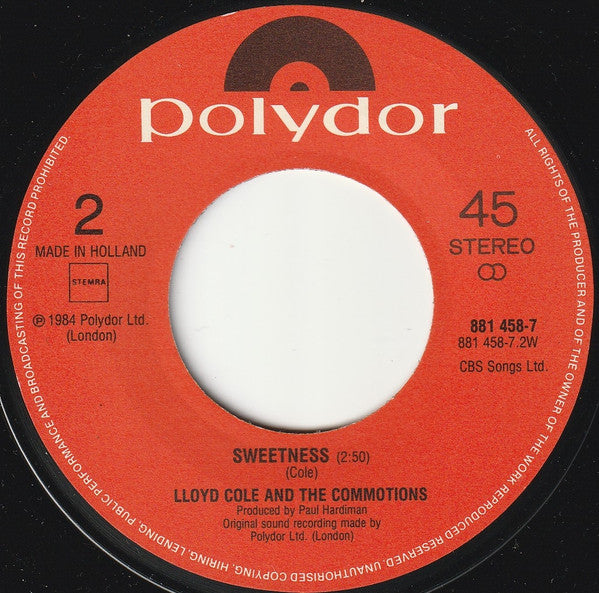 polydor
2
MADE IN HOLLAND
STEMRA
℗ 1984 Polydor Ltd.
(London)
45
STEREO
881 458-7
881 458-7.2W
CBS Songs Ltd.
SWEETNESS (2:50)
(Cole)
LLOYD COLE AND THE COMMOTIONS
Produced by Paul Hardiman
Original sound recording made by
Polydor Ltd. (London)
ALL RIGHTS OF THE PRODUCER AND OF THE OWNER OF THE WORK REPRODUCED RESERVED. UNAUTHORISED COPYING, HIRING, LENDING, PUBLIC PERFORMANCE AND BROADCASTING OF THIS RECORD PROHIBITED.